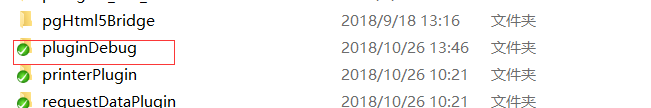 pgHtml5Bridge 2018/9/18 13:16 文件夹
pluginDebug 2018/10/26 13:46 文件夹
printerPlugin 2018/10/26 10:21 文件夹
requestDataPlugin 2018/10/26 10:21 文件夹